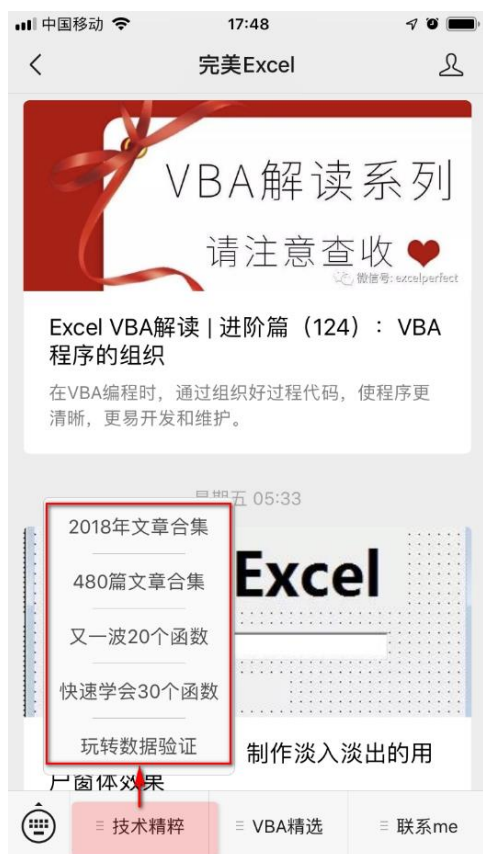 中国移动
17:48
完美Excel
VBA解读系列
请注意查收
微信号: excelperfect
Excel VBA解读 | 进阶篇（124）：VBA
程序的组织
在VBA编程时，通过组织好过程代码，使程序更
清晰，更易开发和维护。
星期五 05:33
Excel
2018年文章合集
480篇文章合集
又一波20个函数
快速学会30个函数
玩转数据验证
制作淡入淡出的用
户窗体效果
技术精粹
VBA精选
联系me